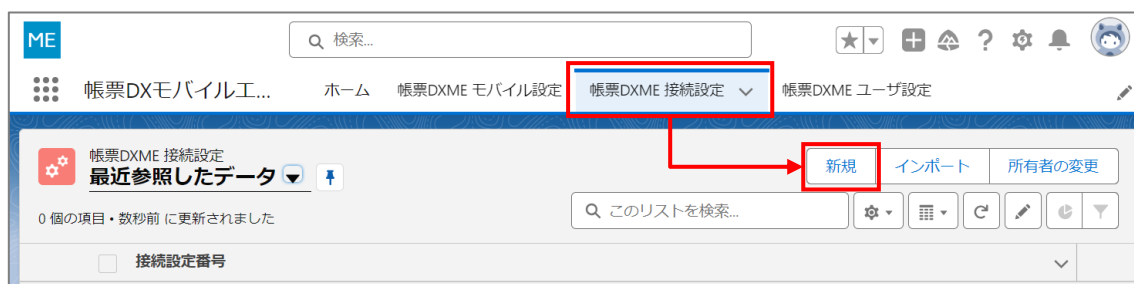 ME
検索...
帳票DXモバイルエ...
ホーム
帳票DXME モバイル設定
帳票DXME 接続設定
帳票DXME ユーザ設定
帳票DXME 接続設定
最近参照したデータ
新規
インポート
所有者の変更
0 個の項目・数秒前 に更新されました
このリストを検索...
接続設定番号